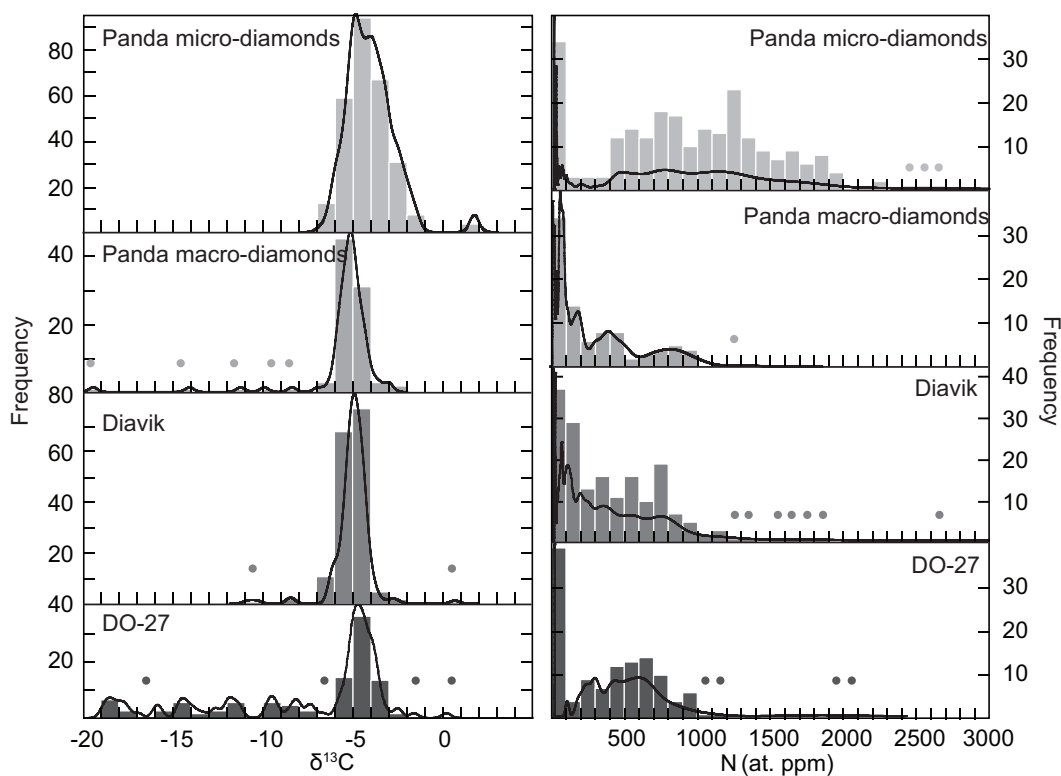 Panda micro-diamonds
80
60
40
20
Panda macro-diamonds
40
20
80
Diavik
60
40
20
40
DO-27
20
-20 -15 -10 -5 0
δ¹³C
Frequency
Panda micro-diamonds
30
20
10
Panda macro-diamonds
30
20
10
40
Diavik
30
20
10
DO-27
30
20
10
500 1000 1500 2000 2500 3000
N (at. ppm)
Frequency